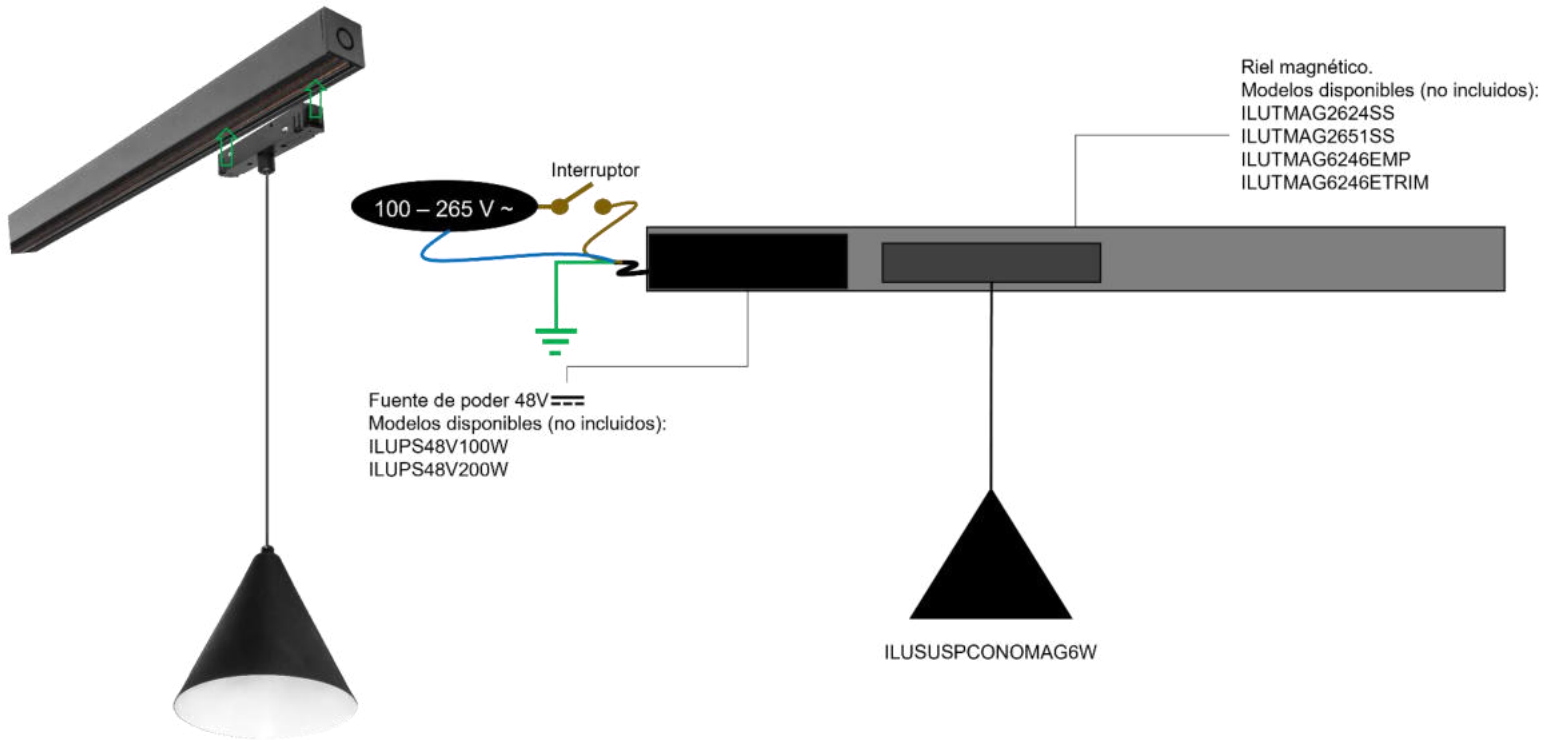 Riel magnético.
Modelos disponibles (no incluidos):
ILUTMAG2624SS
ILUTMAG2651SS
ILUTMAG6246EMP
ILUTMAG6246ETRIM
Interruptor
100 – 265 V ~
Fuente de poder 48V
Modelos disponibles (no incluidos):
ILUPS48V100W
ILUPS48V200W
ILUSUSPCONOMAG6W